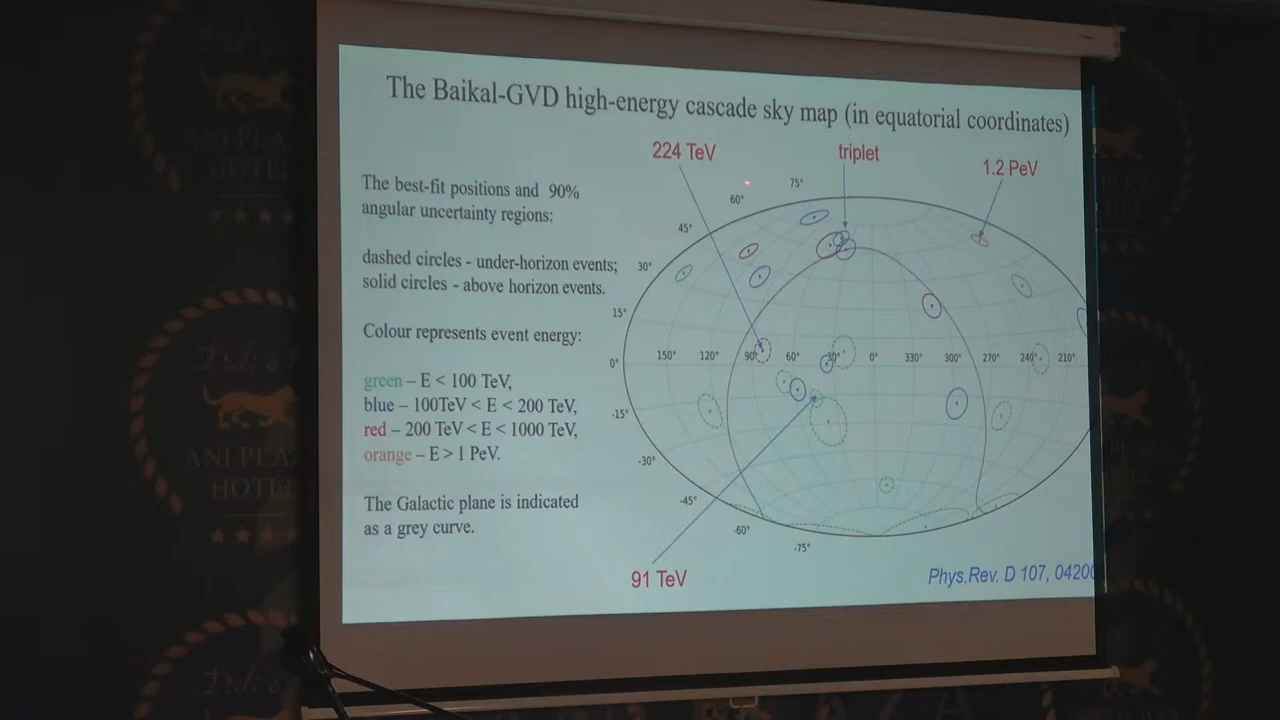 The Baikal-GVD high-energy cascade sky map (in equatorial coordinates)
224 TeV
triplet
1.2 PeV
The best-fit positions and 90%
angular uncertainty regions:
dashed circles - under-horizon events;
solid circles - above horizon events.
Colour represents event energy:
green – E < 100 TeV,
blue – 100TeV < E < 200 TeV,
red – 200 TeV < E < 1000 TeV,
orange – E > 1 PeV.
The Galactic plane is indicated
as a grey curve.
75°
60°
45°
30°
15°
0°
-15°
-30°
-45°
-60°
-75°
150° 120° 90° 60° 30° 0° 330° 300° 270° 240° 210°
91 TeV
Phys.Rev. D 107, 04200
ANI PLAZA
HOTEL